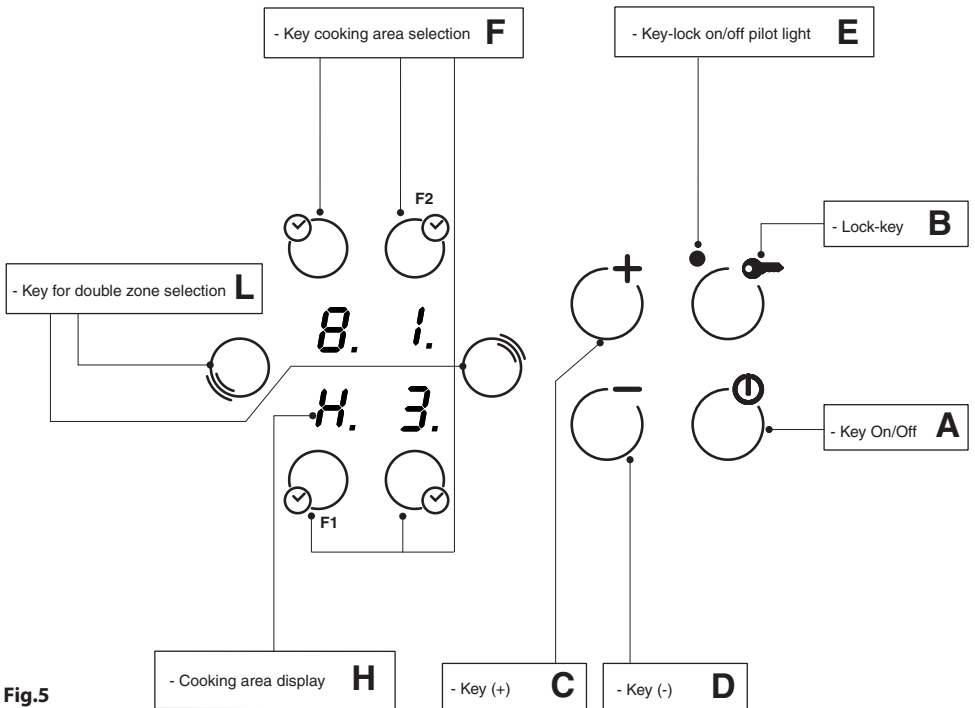 - Key cooking area selection F
- Key-lock on/off pilot light E
F2
- Lock-key B
- Key for double zone selection L
8. 1.
H. 3.
- Key On/Off A
F1
- Cooking area display H
- Key (+) C
- Key (-) D
Fig.5